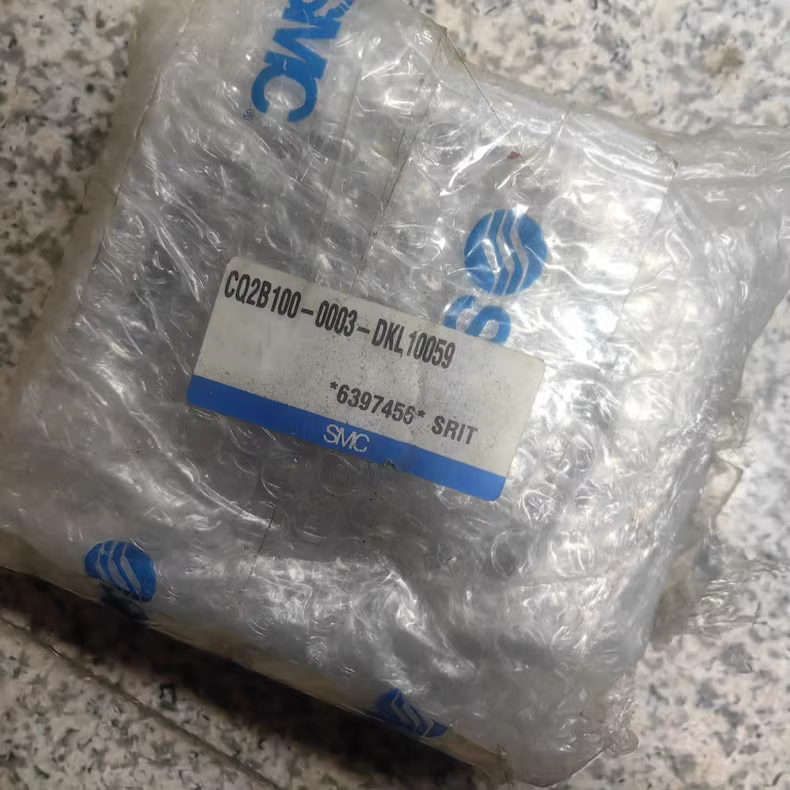 SMC
S
CQ2B100-0003-DKL10059
*6397456* SRIT
SMC